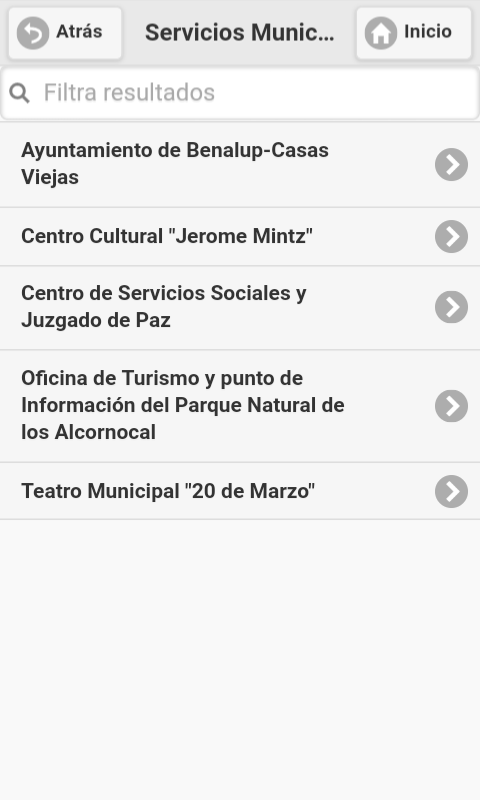 Atrás
Servicios Munic...
Inicio
Filtra resultados
Ayuntamiento de Benalup-Casas
Viejas
Centro Cultural "Jerome Mintz"
Centro de Servicios Sociales y
Juzgado de Paz
Oficina de Turismo y punto de
Información del Parque Natural de
los Alcornocal
Teatro Municipal "20 de Marzo"